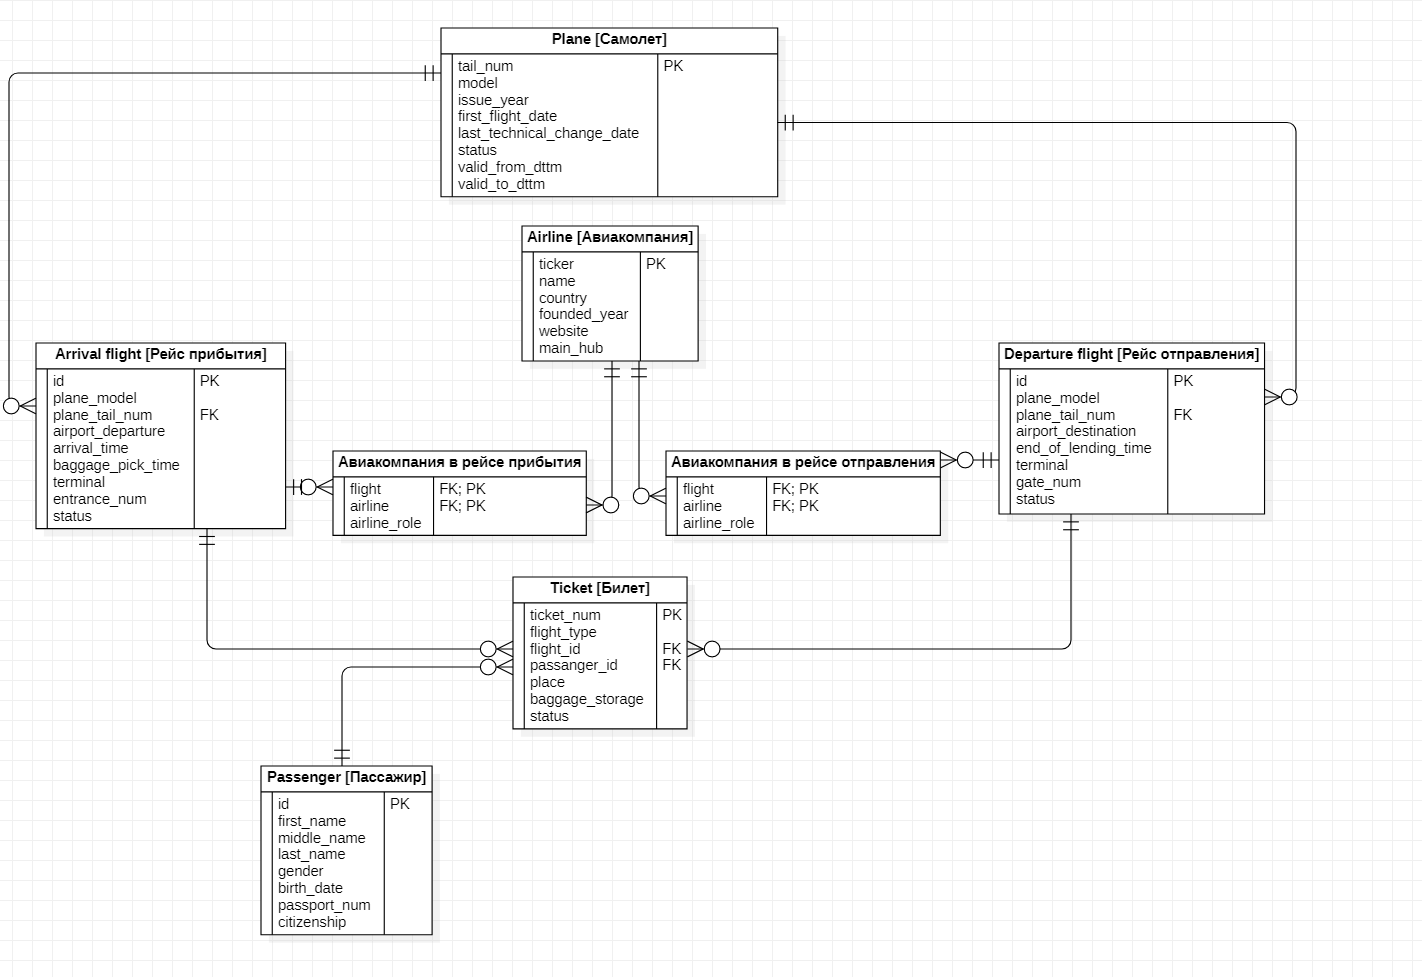 Plane [Самолет]
tail_num PK
model
issue_year
first_flight_date
last_technical_change_date
status
valid_from_dttm
valid_to_dttm
Airline [Авиакомпания]
ticker PK
name
country
founded_year
website
main_hub
Arrival flight [Рейс прибытия]
id PK
plane_model
plane_tail_num FK
airport_departure
arrival_time
baggage_pick_time
terminal
entrance_num
status
Departure flight [Рейс отправления]
id PK
plane_model
plane_tail_num FK
airport_destination
end_of_lending_time
terminal
gate_num
status
Авиакомпания в рейсе прибытия
flight FK; PK
airline FK; PK
airline_role
Авиакомпания в рейсе отправления
flight FK; PK
airline FK; PK
airline_role
Ticket [Билет]
ticket_num PK
flight_type
flight_id FK
passanger_id FK
place
baggage_storage
status
Passenger [Пассажир]
id PK
first_name
middle_name
last_name
gender
birth_date
passport_num
citizenship